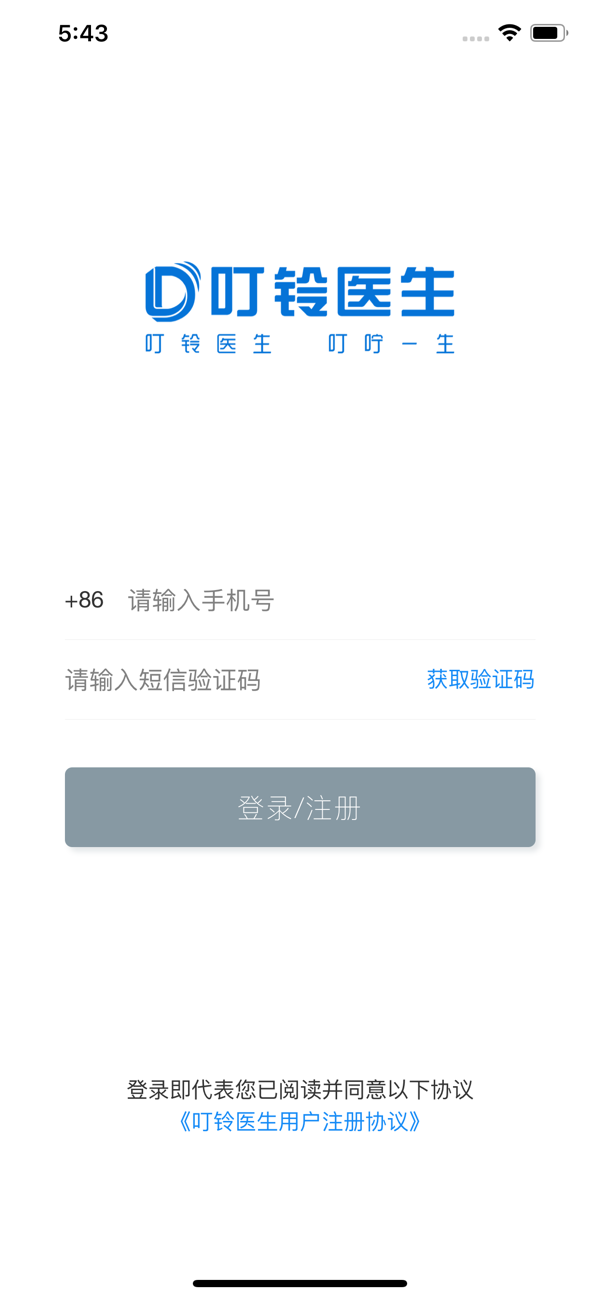 5:43
叮铃医生
叮铃医生 叮咛一生
+86 请输入手机号
请输入短信验证码 获取验证码
登录/注册
登录即代表您已阅读并同意以下协议
《叮铃医生用户注册协议》